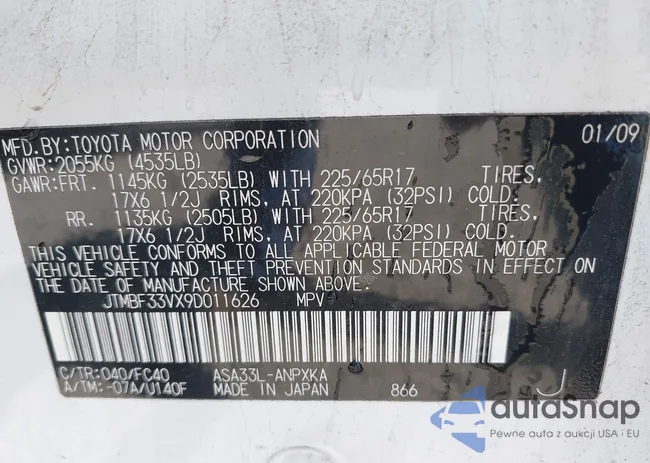 MFD.BY:TOYOTA MOTOR CORPORATION 01/09
GVWR:2055KG (4535LB)
GAWR:FRT. 1145KG (2535LB) WITH 225/65R17 TIRES,
17X6 1/2J RIMS, AT 220KPA (32PSI) COLD.
RR. 1135KG (2505LB) WITH 225/65R17 TIRES,
17X6 1/2J RIMS, AT 220KPA (32PSI) COLD.
THIS VEHICLE CONFORMS TO ALL APPLICABLE FEDERAL MOTOR
VEHICLE SAFETY AND THEFT PREVENTION STANDARDS IN EFFECT ON
THE DATE OF MANUFACTURE SHOWN ABOVE.
JTMBF33VX9D011626 MPV
C/TR:040/FC40 ASA33L-ANPXKA
A/TM:-07A/U140F MADE IN JAPAN 866 J
autasnap
Pewne auta z aukcji USA i EU